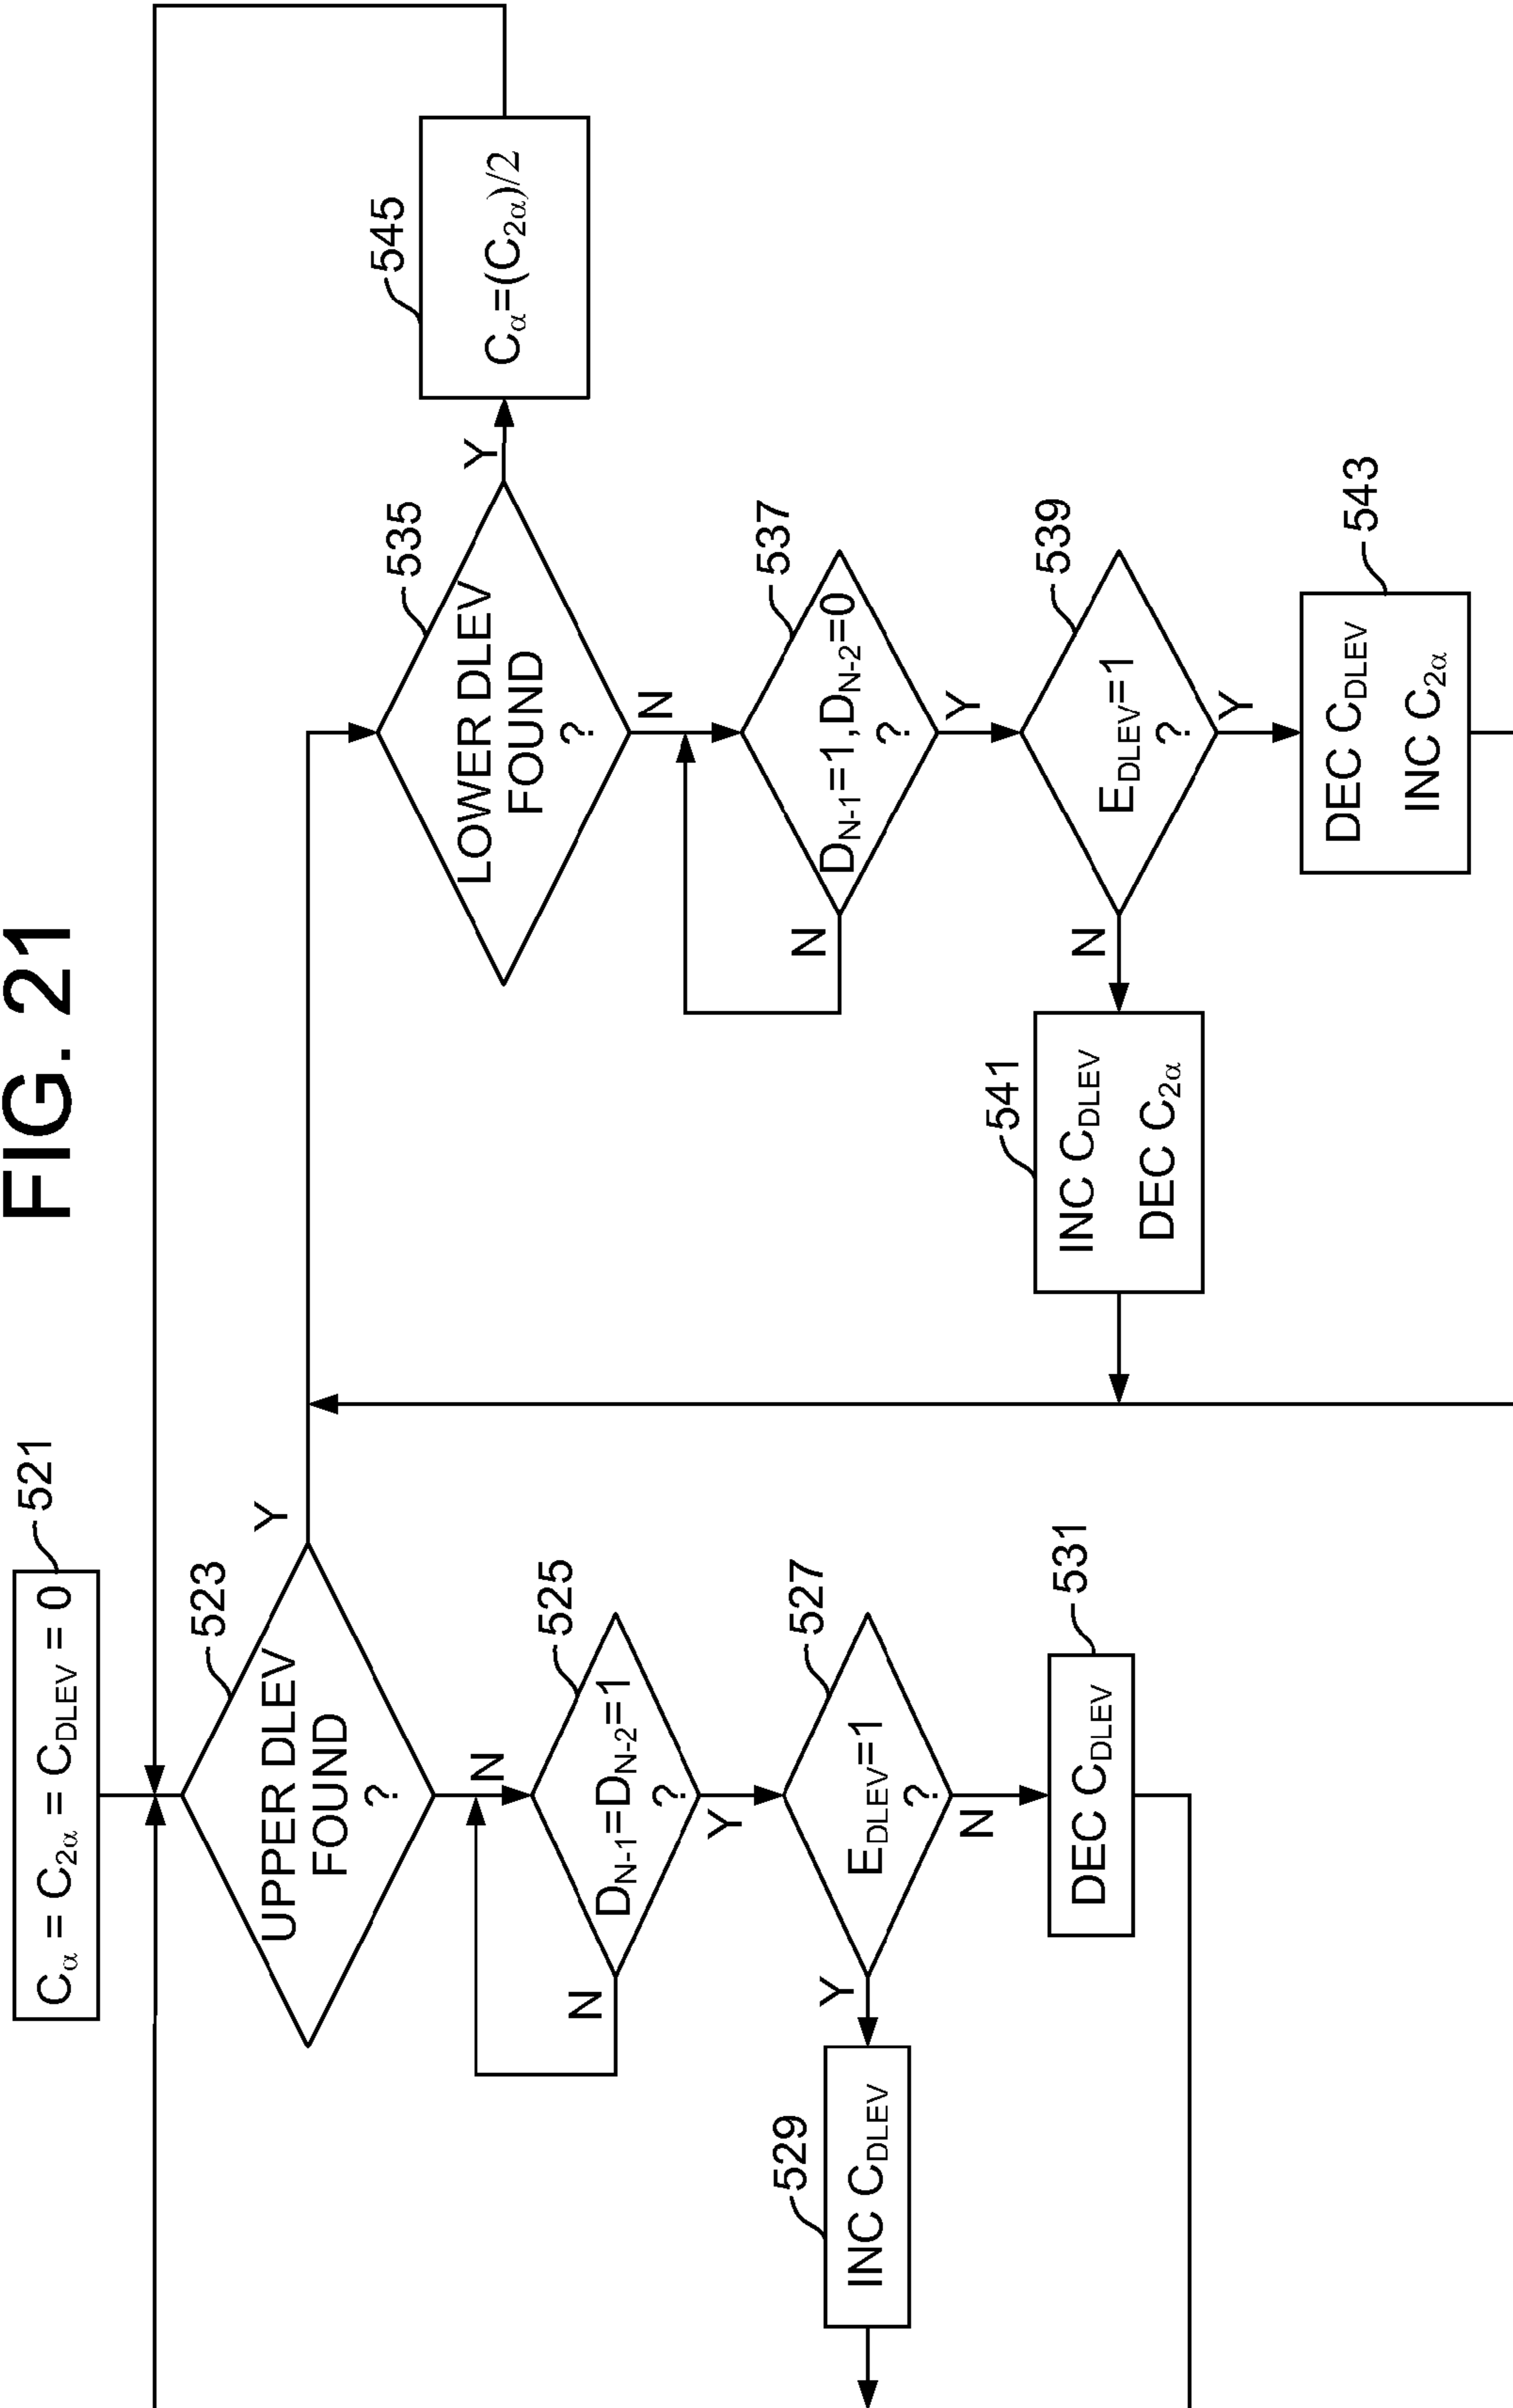 FIG. 21
521
Cα = C2α = CDLEV = 0
523
UPPER DLEV
FOUND
?
Y
N
525
DN-1=DN-2=1
?
N
Y
527
EDLEV=1
?
Y
N
529
INC CDLEV
531
DEC CDLEV
535
LOWER DLEV
FOUND
?
Y
N
545
Cα=(C2α)/2
537
DN-1=1,DN-2=0
?
N
Y
539
EDLEV=1
?
N
Y
541
INC CDLEV
DEC C2α
543
DEC CDLEV
INC C2α